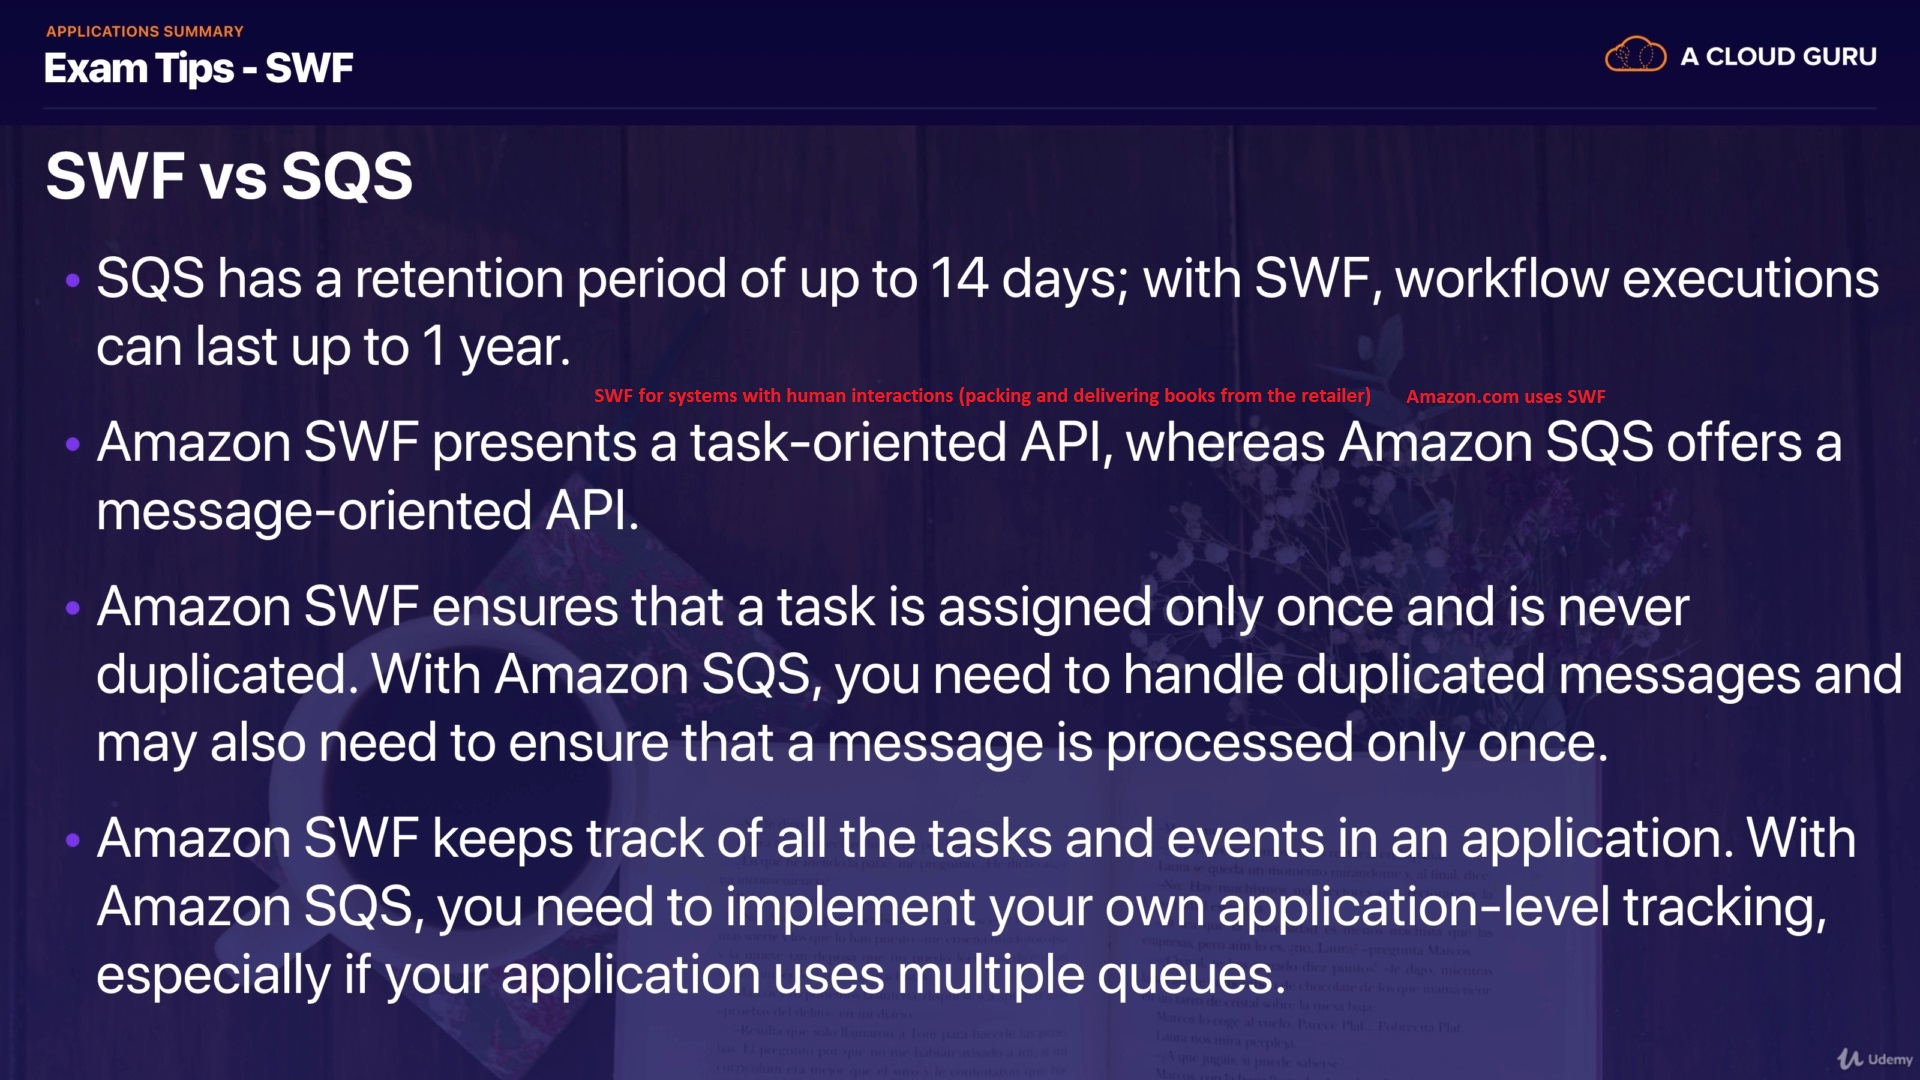 APPLICATIONS SUMMARY
Exam Tips - SWF
A CLOUD GURU
SWF vs SQS
• SQS has a retention period of up to 14 days; with SWF, workflow executions
can last up to 1 year.
SWF for systems with human interactions (packing and delivering books from the retailer) Amazon.com uses SWF
• Amazon SWF presents a task-oriented API, whereas Amazon SQS offers a
message-oriented API.
• Amazon SWF ensures that a task is assigned only once and is never
duplicated. With Amazon SQS, you need to handle duplicated messages and
may also need to ensure that a message is processed only once.
• Amazon SWF keeps track of all the tasks and events in an application. With
Amazon SQS, you need to implement your own application-level tracking,
especially if your application uses multiple queues.
Udemy